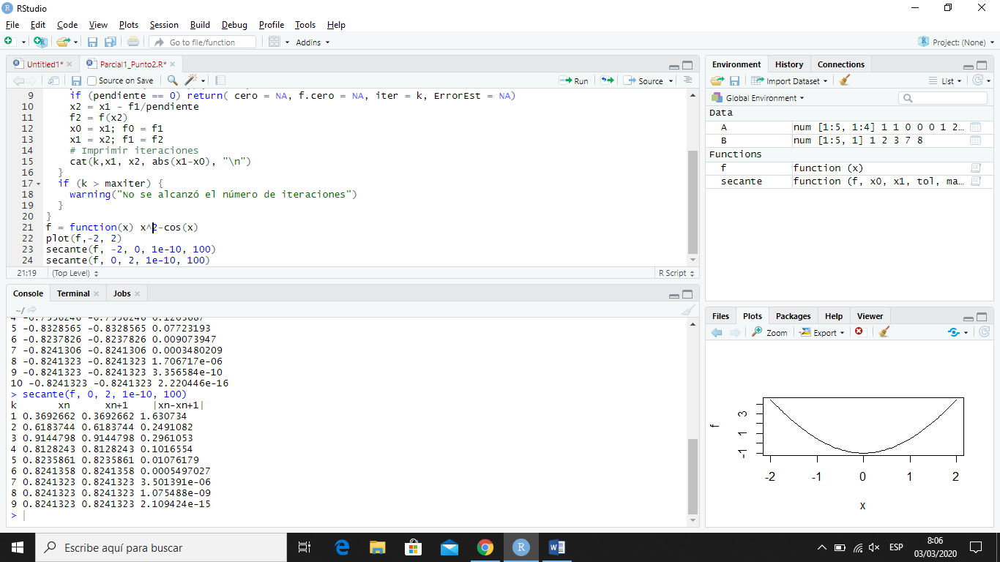 RStudio
File Edit Code View Plots Session Build Debug Profile Tools Help
Go to file/function Addins Project: (None)
Untitled1* Parcial1_Punto2.R*
Source on Save Run Source
9 if (pendiente == 0) return( cero = NA, f.cero = NA, iter = k, ErrorEst = NA)
10 x2 = x1 - f1/pendiente
11 f2 = f(x2)
12 x0 = x1; f0 = f1
13 x1 = x2; f1 = f2
14 # Imprimir iteraciones
15 cat(k,x1, x2, abs(x1-x0), "\n")
16 }
17 if (k > maxiter) {
18 warning("No se alcanzó el número de iteraciones")
19 }
20 }
21 f = function(x) x^2-cos(x)
22 plot(f,-2, 2)
23 secante(f, -2, 0, 1e-10, 100)
24 secante(f, 0, 2, 1e-10, 100)
21:19 (Top Level) R Script
Console Terminal Jobs
~/
4 -0.7556246 -0.7556246 0.1203087
5 -0.8328565 -0.8328565 0.07723193
6 -0.8237826 -0.8237826 0.009073947
7 -0.8241306 -0.8241306 0.0003480209
8 -0.8241323 -0.8241323 1.706717e-06
9 -0.8241323 -0.8241323 3.356584e-10
10 -0.8241323 -0.8241323 2.220446e-16
> secante(f, 0, 2, 1e-10, 100)
k xn xn+1 |xn-xn+1|
1 0.3692662 0.3692662 1.630734
2 0.6183744 0.6183744 0.2491082
3 0.9144798 0.9144798 0.2961053
4 0.8128243 0.8128243 0.1016554
5 0.8235861 0.8235861 0.01076179
6 0.8241358 0.8241358 0.0005497027
7 0.8241323 0.8241323 3.501391e-06
8 0.8241323 0.8241323 1.075488e-09
9 0.8241323 0.8241323 2.109424e-15
>
Environment History Connections
Import Dataset List
Global Environment
Data
A num [1:5, 1:4] 1 1 0 0 0 1 2...
B num [1:5, 1] 1 2 3 7 8
Functions
f function (x)
secante function (f, x0, x1, tol, ma...
Files Plots Packages Help Viewer
Zoom Export
f
3
1
-1
-2 -1 0 1 2
x
Escribe aquí para buscar
ESP
8:06
03/03/2020